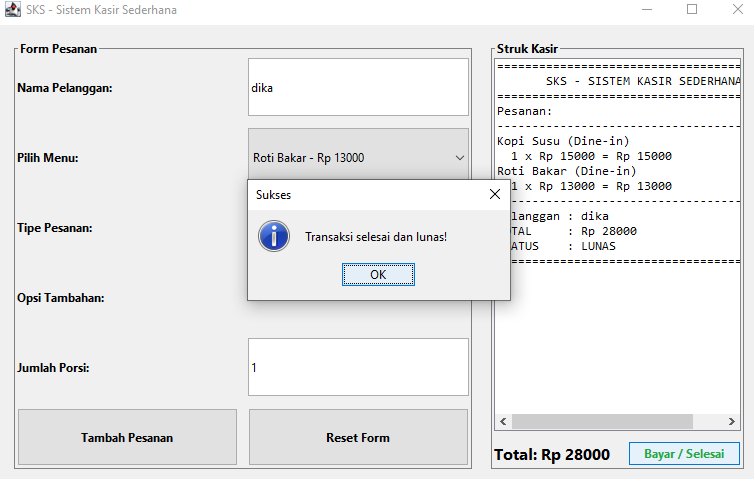 SKS - Sistem Kasir Sederhana
Form Pesanan
Nama Pelanggan:
dika
Pilih Menu:
Roti Bakar - Rp 13000
Tipe Pesanan:
Opsi Tambahan:
Jumlah Porsi:
1
Tambah Pesanan
Reset Form
Sukses
Transaksi selesai dan lunas!
OK
Struk Kasir
==================================
SKS - SISTEM KASIR SEDERHANA
==================================
Pesanan:
----------------------------------
Kopi Susu (Dine-in)
1 x Rp 15000 = Rp 15000
Roti Bakar (Dine-in)
1 x Rp 13000 = Rp 13000
----------------------------------
langgan : dika
TAL : Rp 28000
ATUS : LUNAS
==================================
Total: Rp 28000
Bayar / Selesai